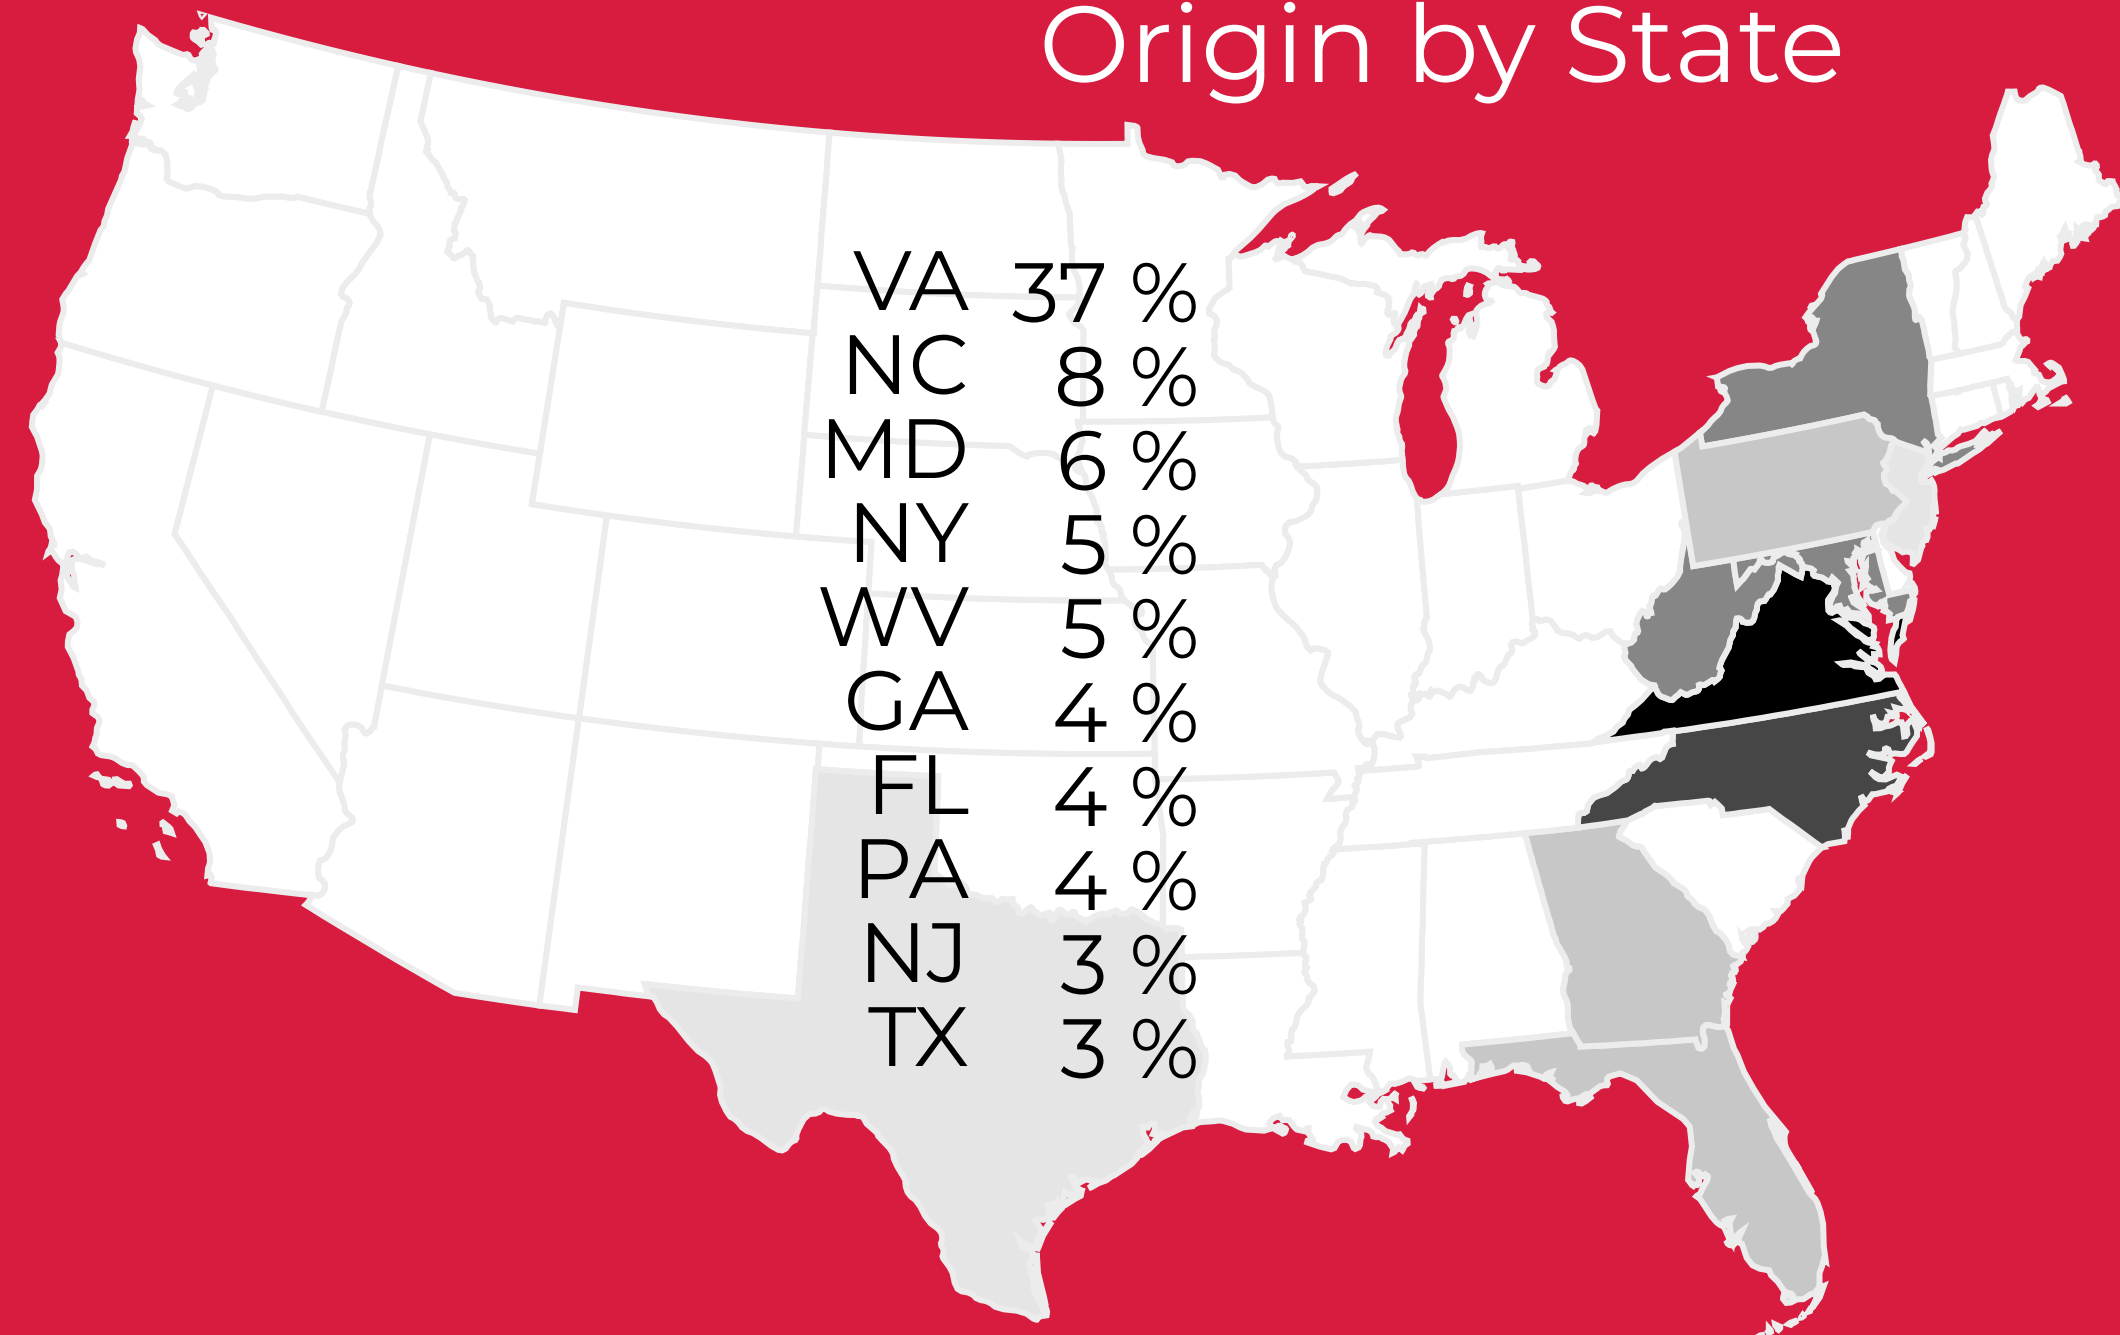 Origin by State
VA 37 %
NC 8 %
MD 6 %
NY 5 %
WV 5 %
GA 4 %
FL 4 %
PA 4 %
NJ 3 %
TX 3 %